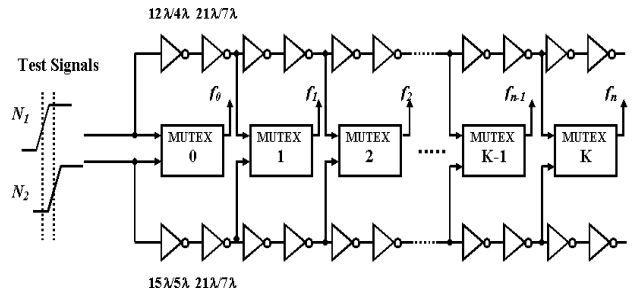 12λ/4λ 21λ/7λ
Test Signals
f0 f1 f2 fn-1 fn
N1
MUTEX 0
MUTEX 1
MUTEX 2
MUTEX K-1
MUTEX K
N2
15λ/5λ 21λ/7λ